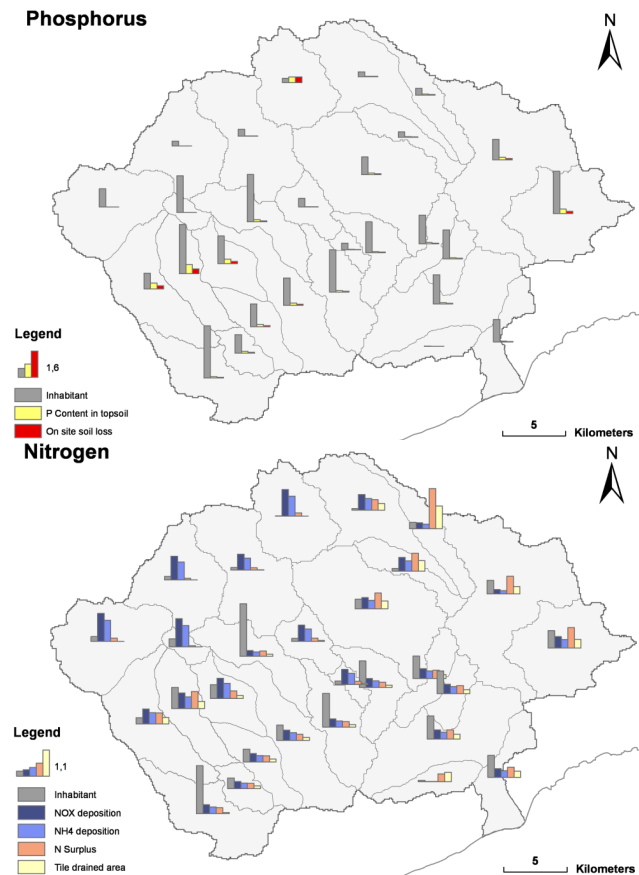 Phosphorus
N
Legend
1,6
Inhabitant
P Content in topsoil
On site soil loss
5
Kilometers
Nitrogen
N
Legend
1,1
Inhabitant
NOX deposition
NH4 deposition
N Surplus
Tile drained area
5
Kilometers